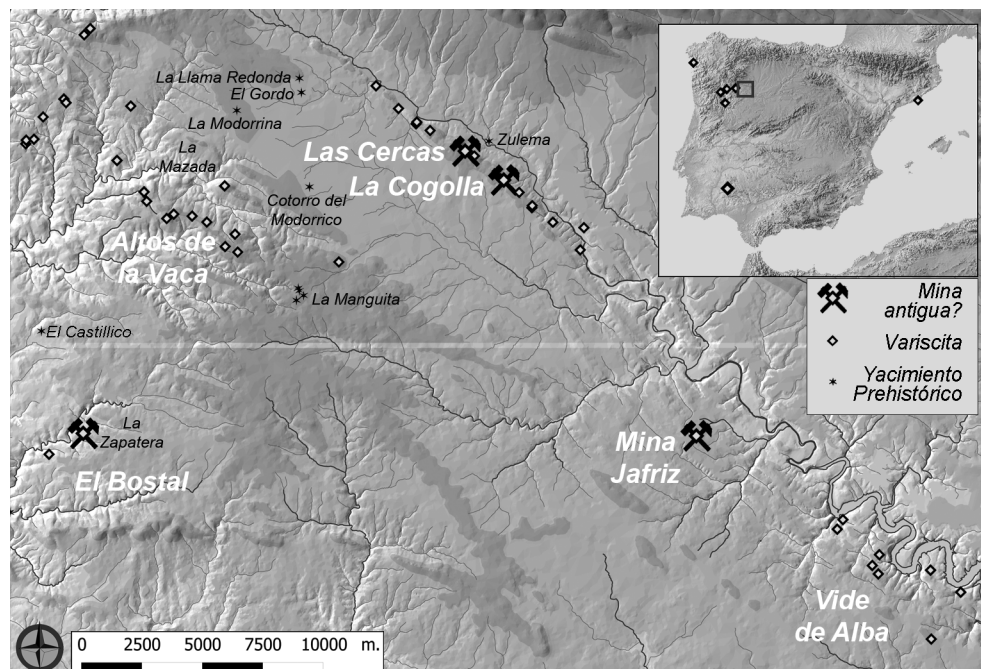 La Llama Redonda
El Gordo
La Modorrina
La
Mazada
Zulema
Las Cercas
La Cogolla
Cotorro del
Modorrico
Altos de
la Vaca
La Manguita
El Castillico
La
Zapatera
El Bostal
Mina
Jafriz
Vide
de Alba
Mina
antigua?
Variscita
Yacimiento
Prehistórico
0 2500 5000 7500 10000 m.